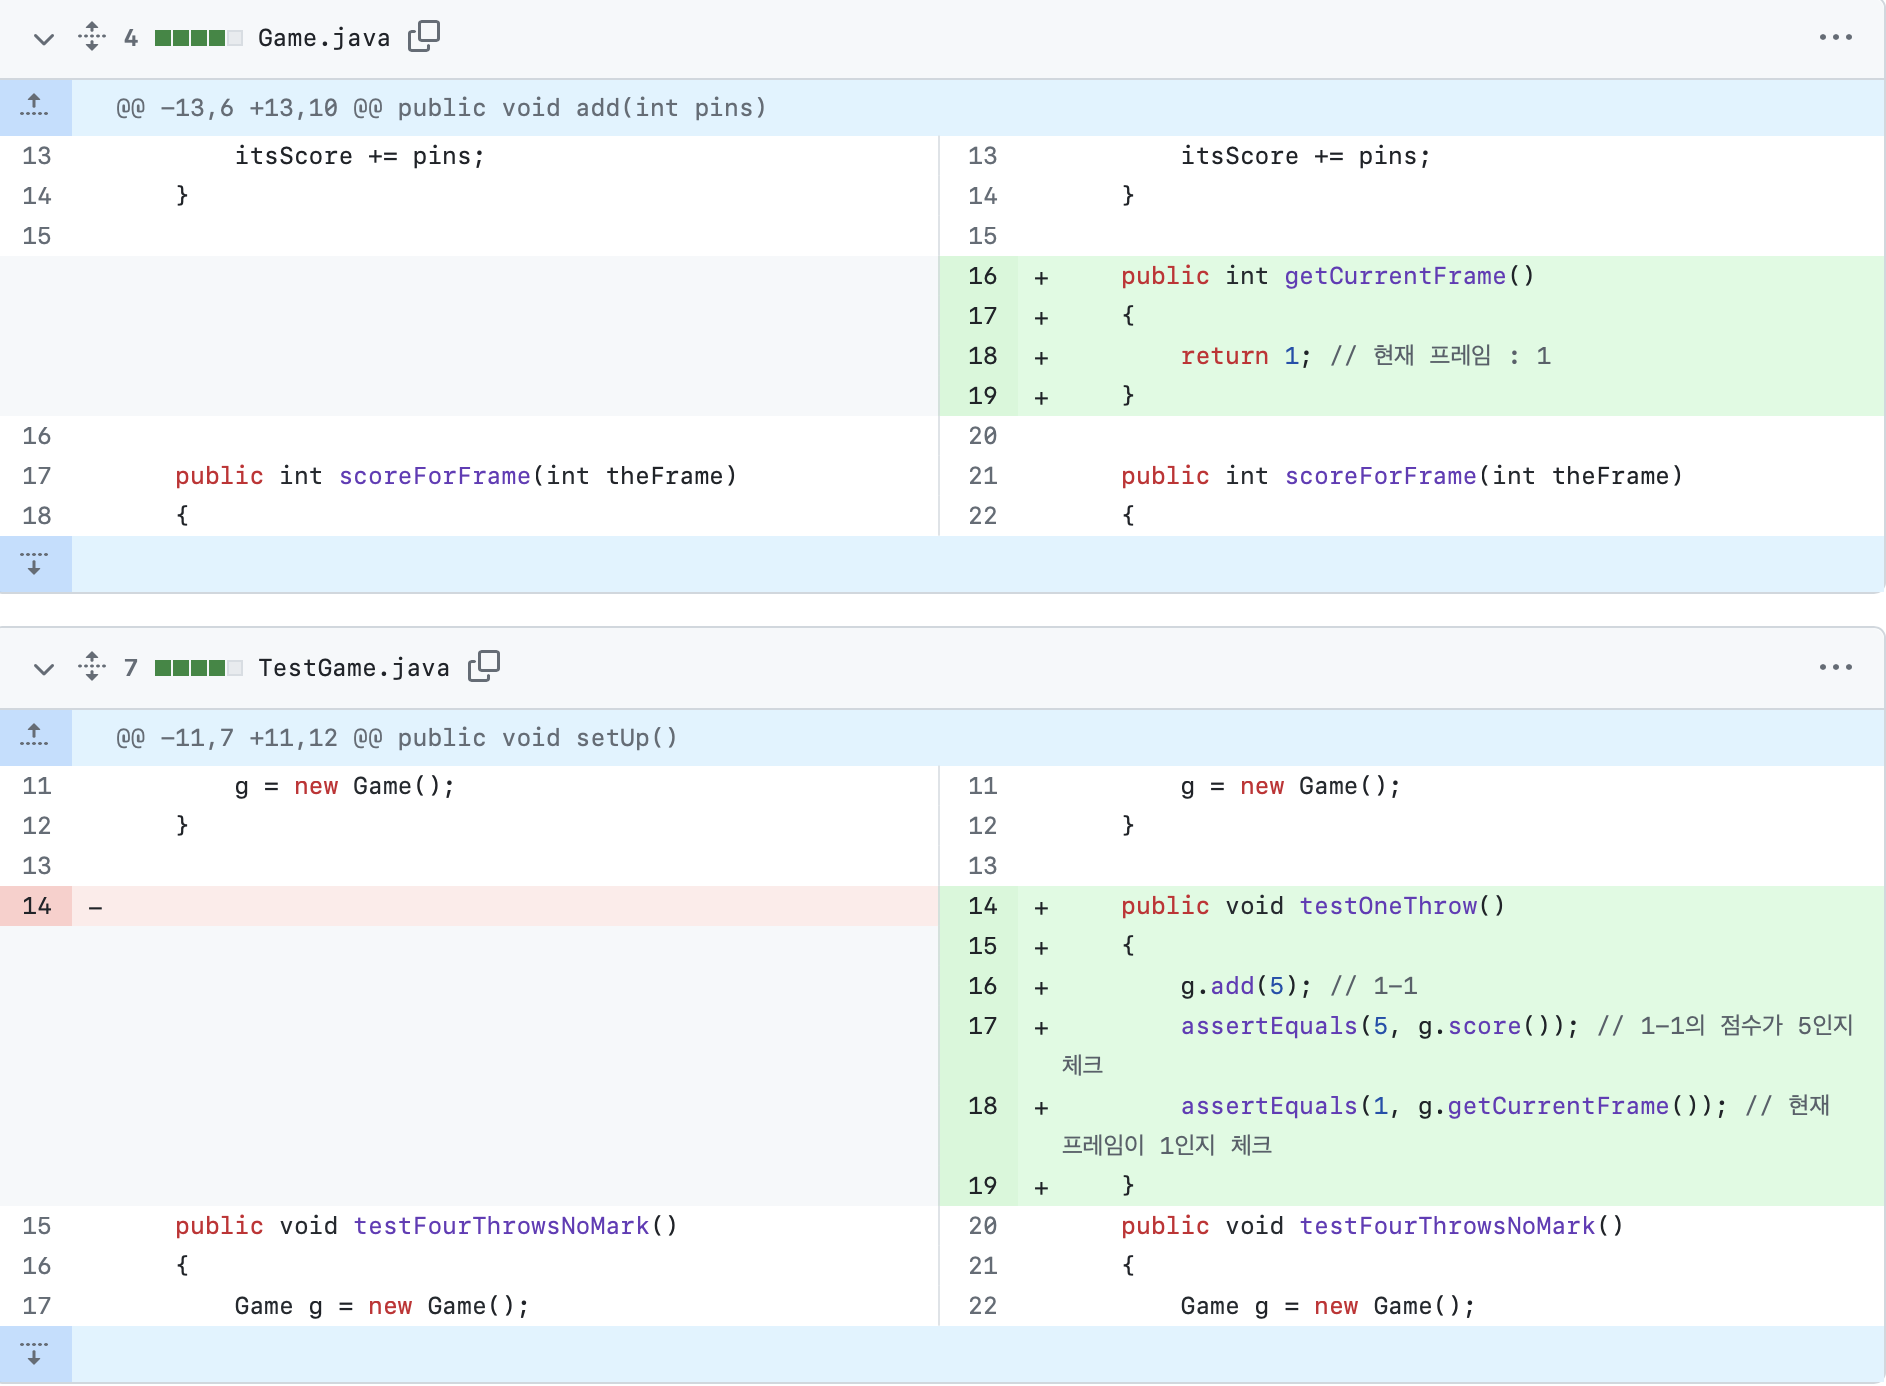 4 Game.java
@@ -13,6 +13,10 @@ public void add(int pins)
13 itsScore += pins; 13 itsScore += pins;
14 } 14 }
15 15
16 + public int getCurrentFrame()
17 + {
18 + return 1; // 현재 프레임 : 1
19 + }
16 20
17 public int scoreForFrame(int theFrame) 21 public int scoreForFrame(int theFrame)
18 { 22 {
7 TestGame.java
@@ -11,7 +11,12 @@ public void setUp()
11 g = new Game(); 11 g = new Game();
12 } 12 }
13 13
14 - 14 + public void testOneThrow()
15 + {
16 + g.add(5); // 1-1
17 + assertEquals(5, g.score()); // 1-1의 점수가 5인지
체크
18 + assertEquals(1, g.getCurrentFrame()); // 현재
프레임이 1인지 체크
19 + }
15 public void testFourThrowsNoMark() 20 public void testFourThrowsNoMark()
16 { 21 {
17 Game g = new Game(); 22 Game g = new Game();